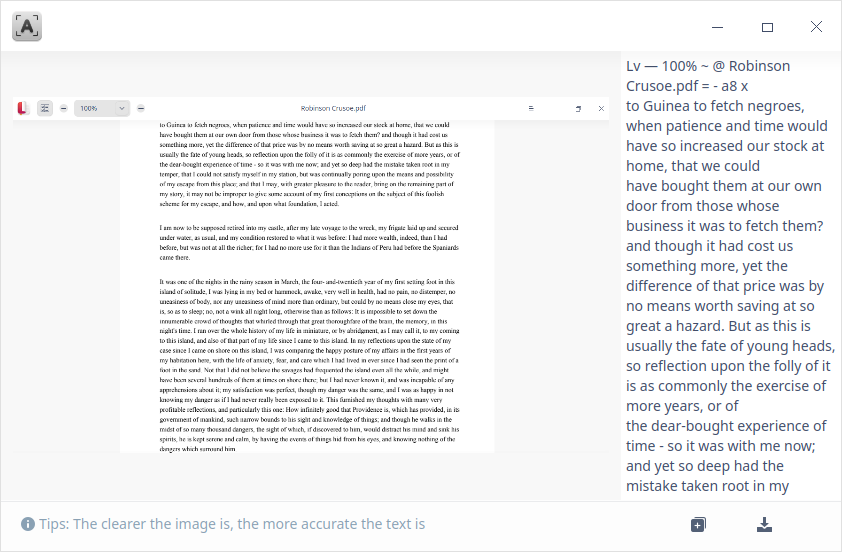 A
100%
Robinson Crusoe.pdf
to Guinea to fetch negroes, when patience and time would have so increased our stock at home, that we could
have bought them at our own door from those whose business it was to fetch them? and though it had cost us
something more, yet the difference of that price was by no means worth saving at so great a hazard. But as this is
usually the fate of young heads, so reflection upon the folly of it is as commonly the exercise of more years, or of
the dear-bought experience of time - so it was with me now; and yet so deep had the mistake taken root in my
temper, that I could not satisfy myself in my station, but was continually poring upon the means and possibility
of my escape from this place; and that I may, with greater pleasure to the reader, bring on the remaining part of
my story, it may not be improper to give some account of my first conceptions on the subject of this foolish
scheme for my escape, and how, and upon what foundation, I acted.
I am now to be supposed retired into my castle, after my late voyage to the wreck, my frigate laid up and secured
under water, as usual, and my condition restored to what it was before: I had more wealth, indeed, than I had
before, but was not at all the richer; for I had no more use for it than the Indians of Peru had before the Spaniards
came there.
It was one of the nights in the rainy season in March, the four- and-twentieth year of my first setting foot in this
island of solitude, I was lying in my bed or hammock, awake, very well in health, had no pain, no distemper, no
uneasiness of body, nor any uneasiness of mind more than ordinary, but could by no means close my eyes, that
is, so as to sleep; no, not a wink all night long, otherwise than as follows: It is impossible to set down the
innumerable crowd of thoughts that whirled through that great thoroughfare of the brain, the memory, in this
night's time. I ran over the whole history of my life in miniature, or by abridgment, as I may call it, to my coming
to this island, and also of that part of my life since I came to this island. In my reflections upon the state of my
case since I came on shore on this island, I was comparing the happy posture of my affairs in the first years of
my habitation here, with the life of anxiety, fear, and care which I had lived in ever since I had seen the print of a
foot in the sand. Not that I did not believe the savages had frequented the island even all the while, and might
have been several hundreds of them at times on shore there; but I had never known it, and was incapable of any
apprehensions about it; my satisfaction was perfect, though my danger was the same, and I was as happy in not
knowing my danger as if I had never really been exposed to it. This furnished my thoughts with many very
profitable reflections, and particularly this one: How infinitely good that Providence is, which has provided, in its
government of mankind, such narrow bounds to his sight and knowledge of things; and though he walks in the
midst of so many thousand dangers, the sight of which, if discovered to him, would distract his mind and sink his
spirits, he is kept serene and calm, by having the events of things hid from his eyes, and knowing nothing of the
dangers which surround him
Lv — 100% ~ @ Robinson
Crusoe.pdf = - a8 x
to Guinea to fetch negroes,
when patience and time would
have so increased our stock at
home, that we could
have bought them at our own
door from those whose
business it was to fetch them?
and though it had cost us
something more, yet the
difference of that price was by
no means worth saving at so
great a hazard. But as this is
usually the fate of young heads,
so reflection upon the folly of it
is as commonly the exercise of
more years, or of
the dear-bought experience of
time - so it was with me now;
and yet so deep had the
mistake taken root in my
Tips: The clearer the image is, the more accurate the text is